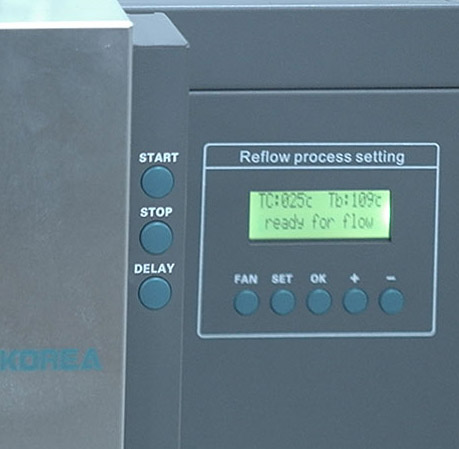 START
STOP
DELAY
Reflow process setting
TC:025c Tb:109c
ready for flow
FAN SET OK + -
KOREA